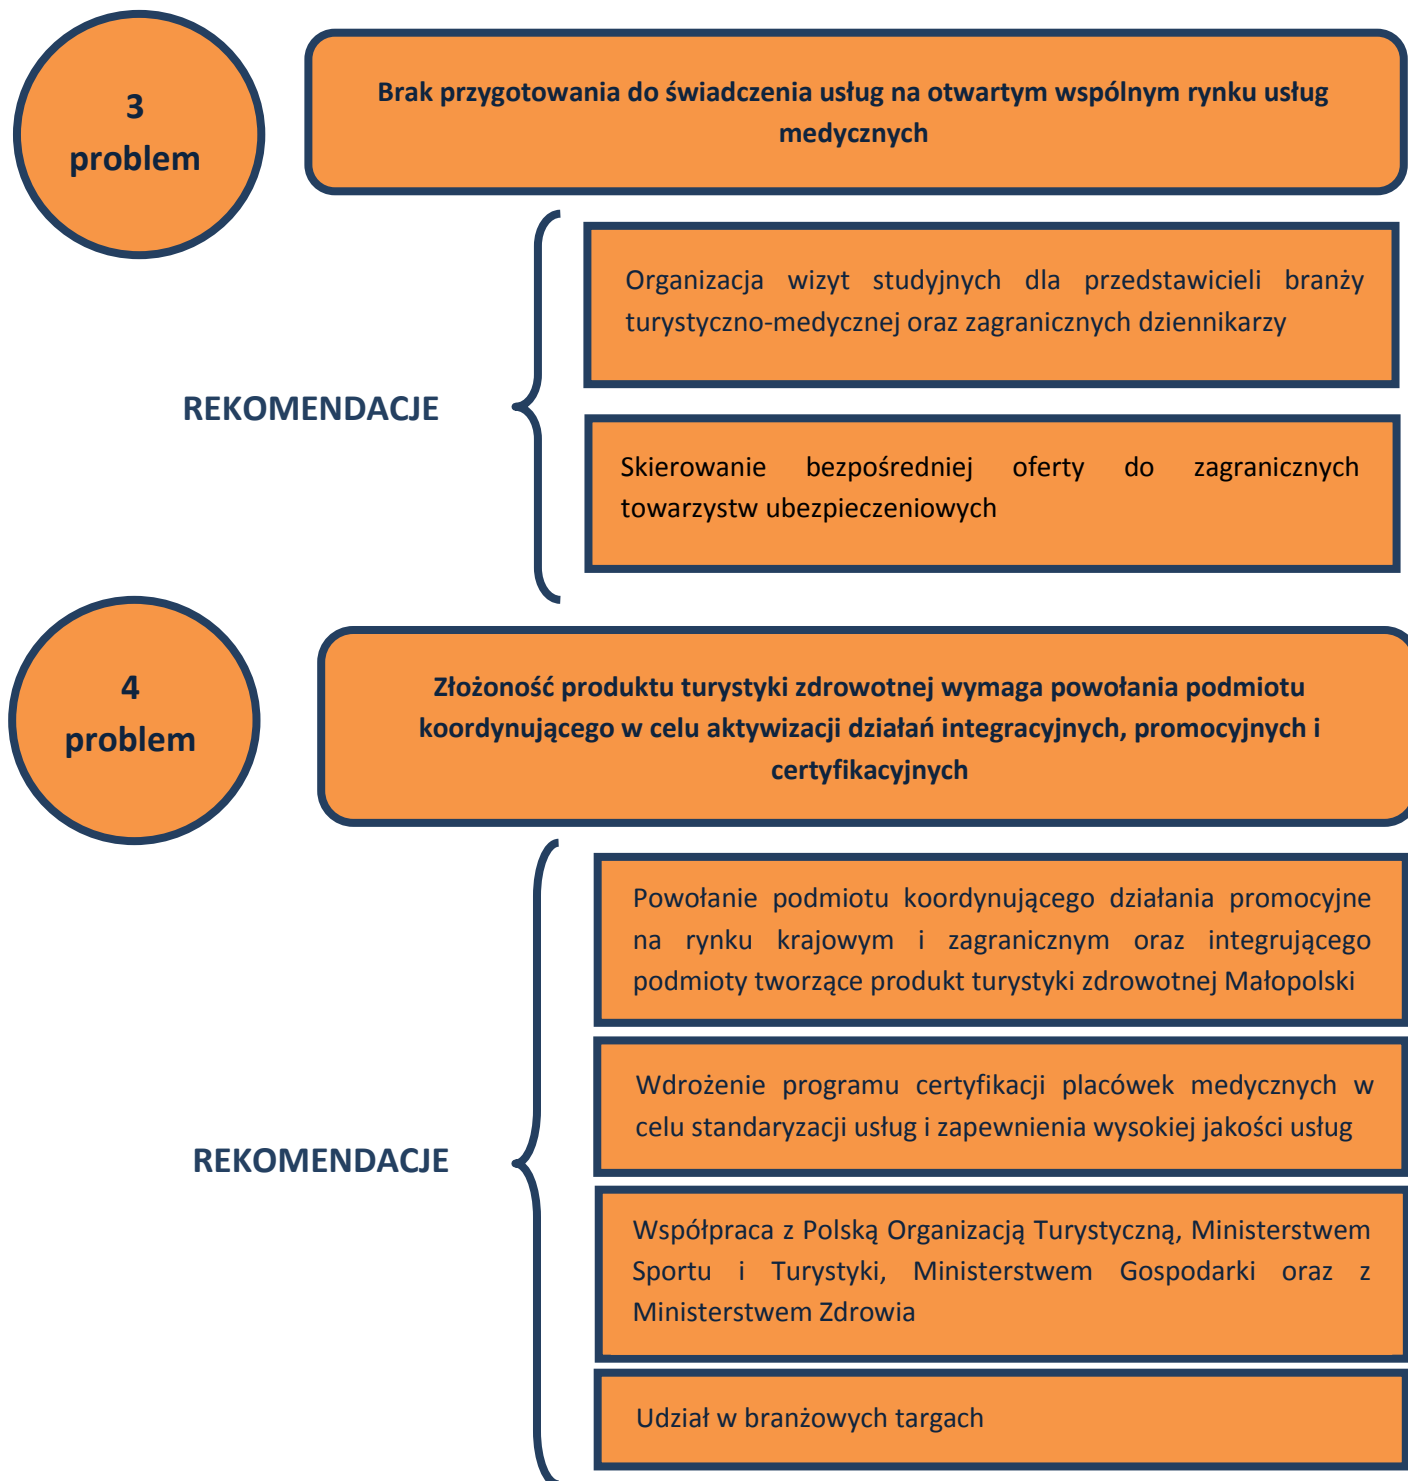 3
problem
Brak przygotowania do świadczenia usług na otwartym wspólnym rynku usług
medycznych
Organizacja wizyt studyjnych dla przedstawicieli branży
turystyczno-medycznej oraz zagranicznych dziennikarzy
REKOMENDACJE
Skierowanie bezpośredniej oferty do zagranicznych
towarzystw ubezpieczeniowych
4
problem
Złożoność produktu turystyki zdrowotnej wymaga powołania podmiotu
koordynującego w celu aktywizacji działań integracyjnych, promocyjnych i
certyfikacyjnych
Powołanie podmiotu koordynującego działania promocyjne
na rynku krajowym i zagranicznym oraz integrującego
podmioty tworzące produkt turystyki zdrowotnej Małopolski
Wdrożenie programu certyfikacji placówek medycznych w
celu standaryzacji usług i zapewnienia wysokiej jakości usług
REKOMENDACJE
Współpraca z Polską Organizacją Turystyczną, Ministerstwem
Sportu i Turystyki, Ministerstwem Gospodarki oraz z
Ministerstwem Zdrowia
Udział w branżowych targach